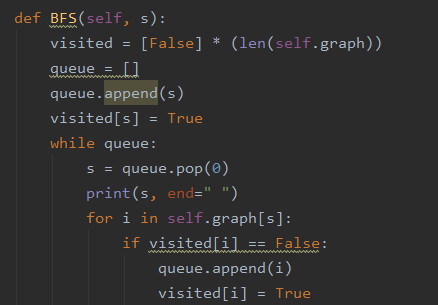 def BFS(self, s):
    visited = [False] * (len(self.graph))
    queue = []
    queue.append(s)
    visited[s] = True
    while queue:
        s = queue.pop(0)
        print(s, end=" ")
        for i in self.graph[s]:
            if visited[i] == False:
                queue.append(i)
                visited[i] = True